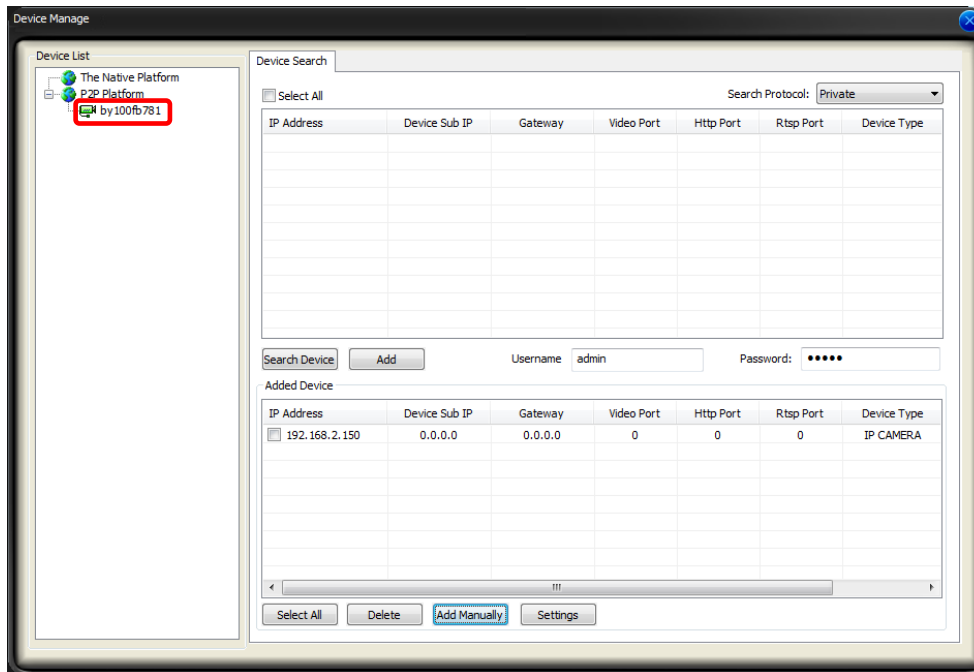 Device Manage
Device List
The Native Platform
P2P Platform
by100fb781
Device Search
Select All
Search Protocol: Private
IP Address Device Sub IP Gateway Video Port Http Port Rtsp Port Device Type
Search Device Add Username admin Password: •••••
Added Device
IP Address Device Sub IP Gateway Video Port Http Port Rtsp Port Device Type
192.168.2.150 0.0.0.0 0.0.0.0 0 0 0 IP CAMERA
Select All Delete Add Manually Settings